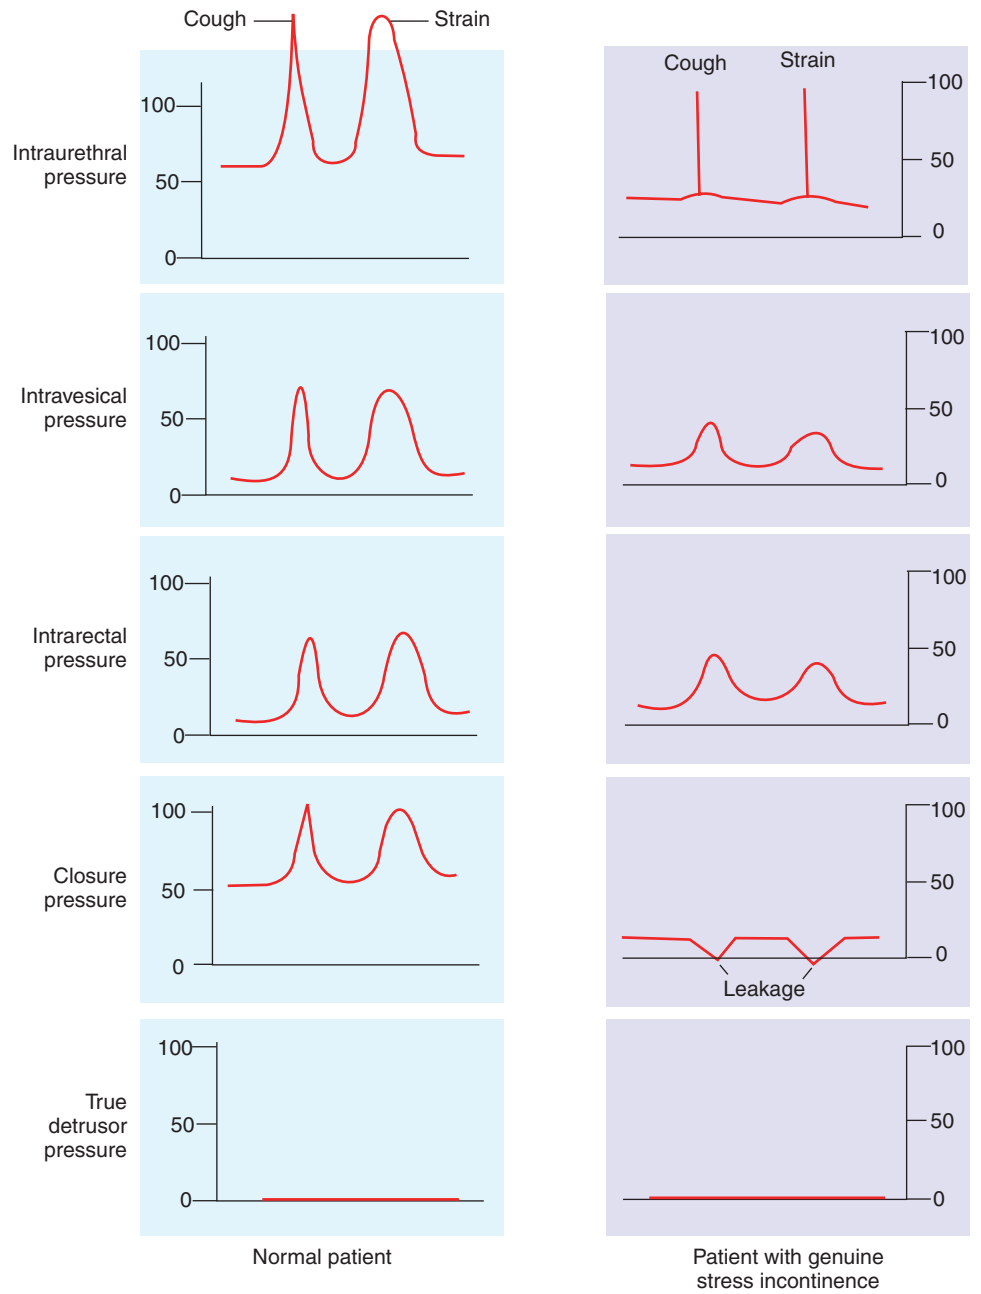 Cough
Strain
Intraurethral
pressure
100
50
0
Cough
Strain
100
50
0
Intravesical
pressure
100
50
0
100
50
0
Intrarectal
pressure
100
50
0
100
50
0
Closure
pressure
100
50
0
100
50
0
Leakage
True
detrusor
pressure
100
50
0
100
50
0
Normal patient
Patient with genuine
stress incontinence